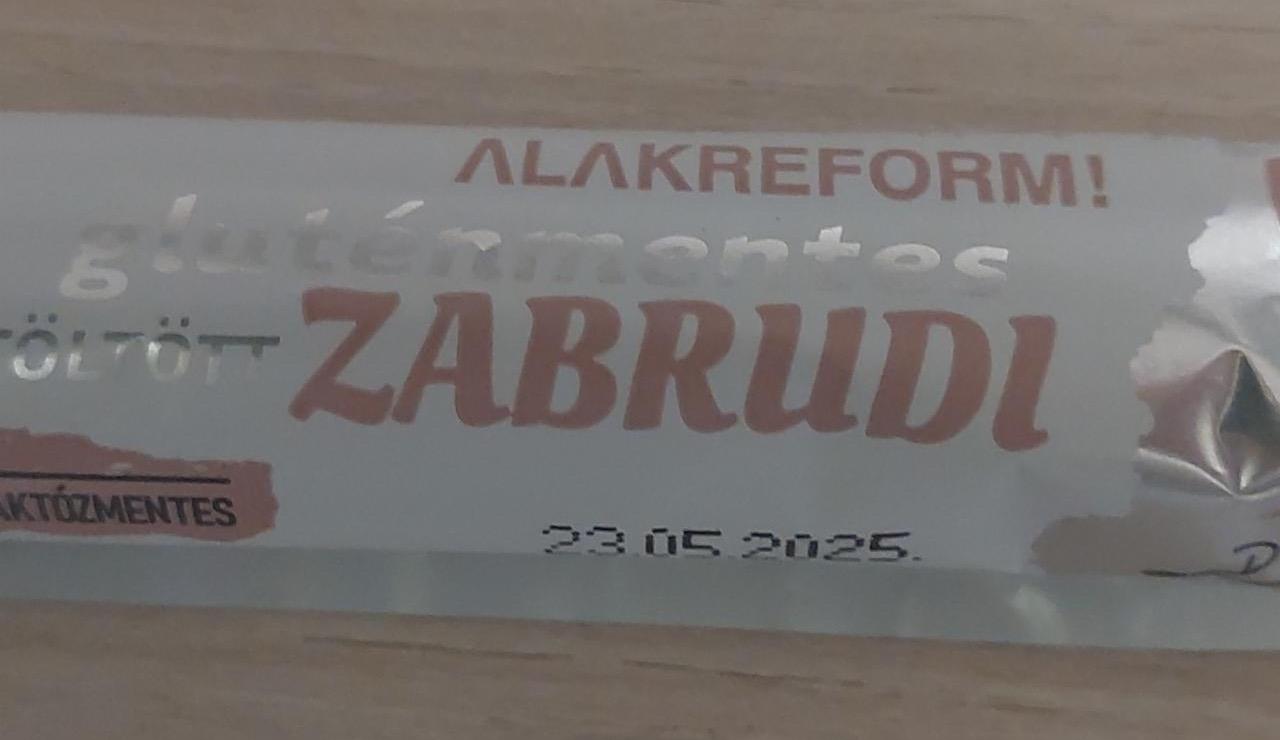 ALAKREFORM!
gluténmentes
TÖLTÖTT ZABRUDI
AKTÓZMENTES
23.05.2025.